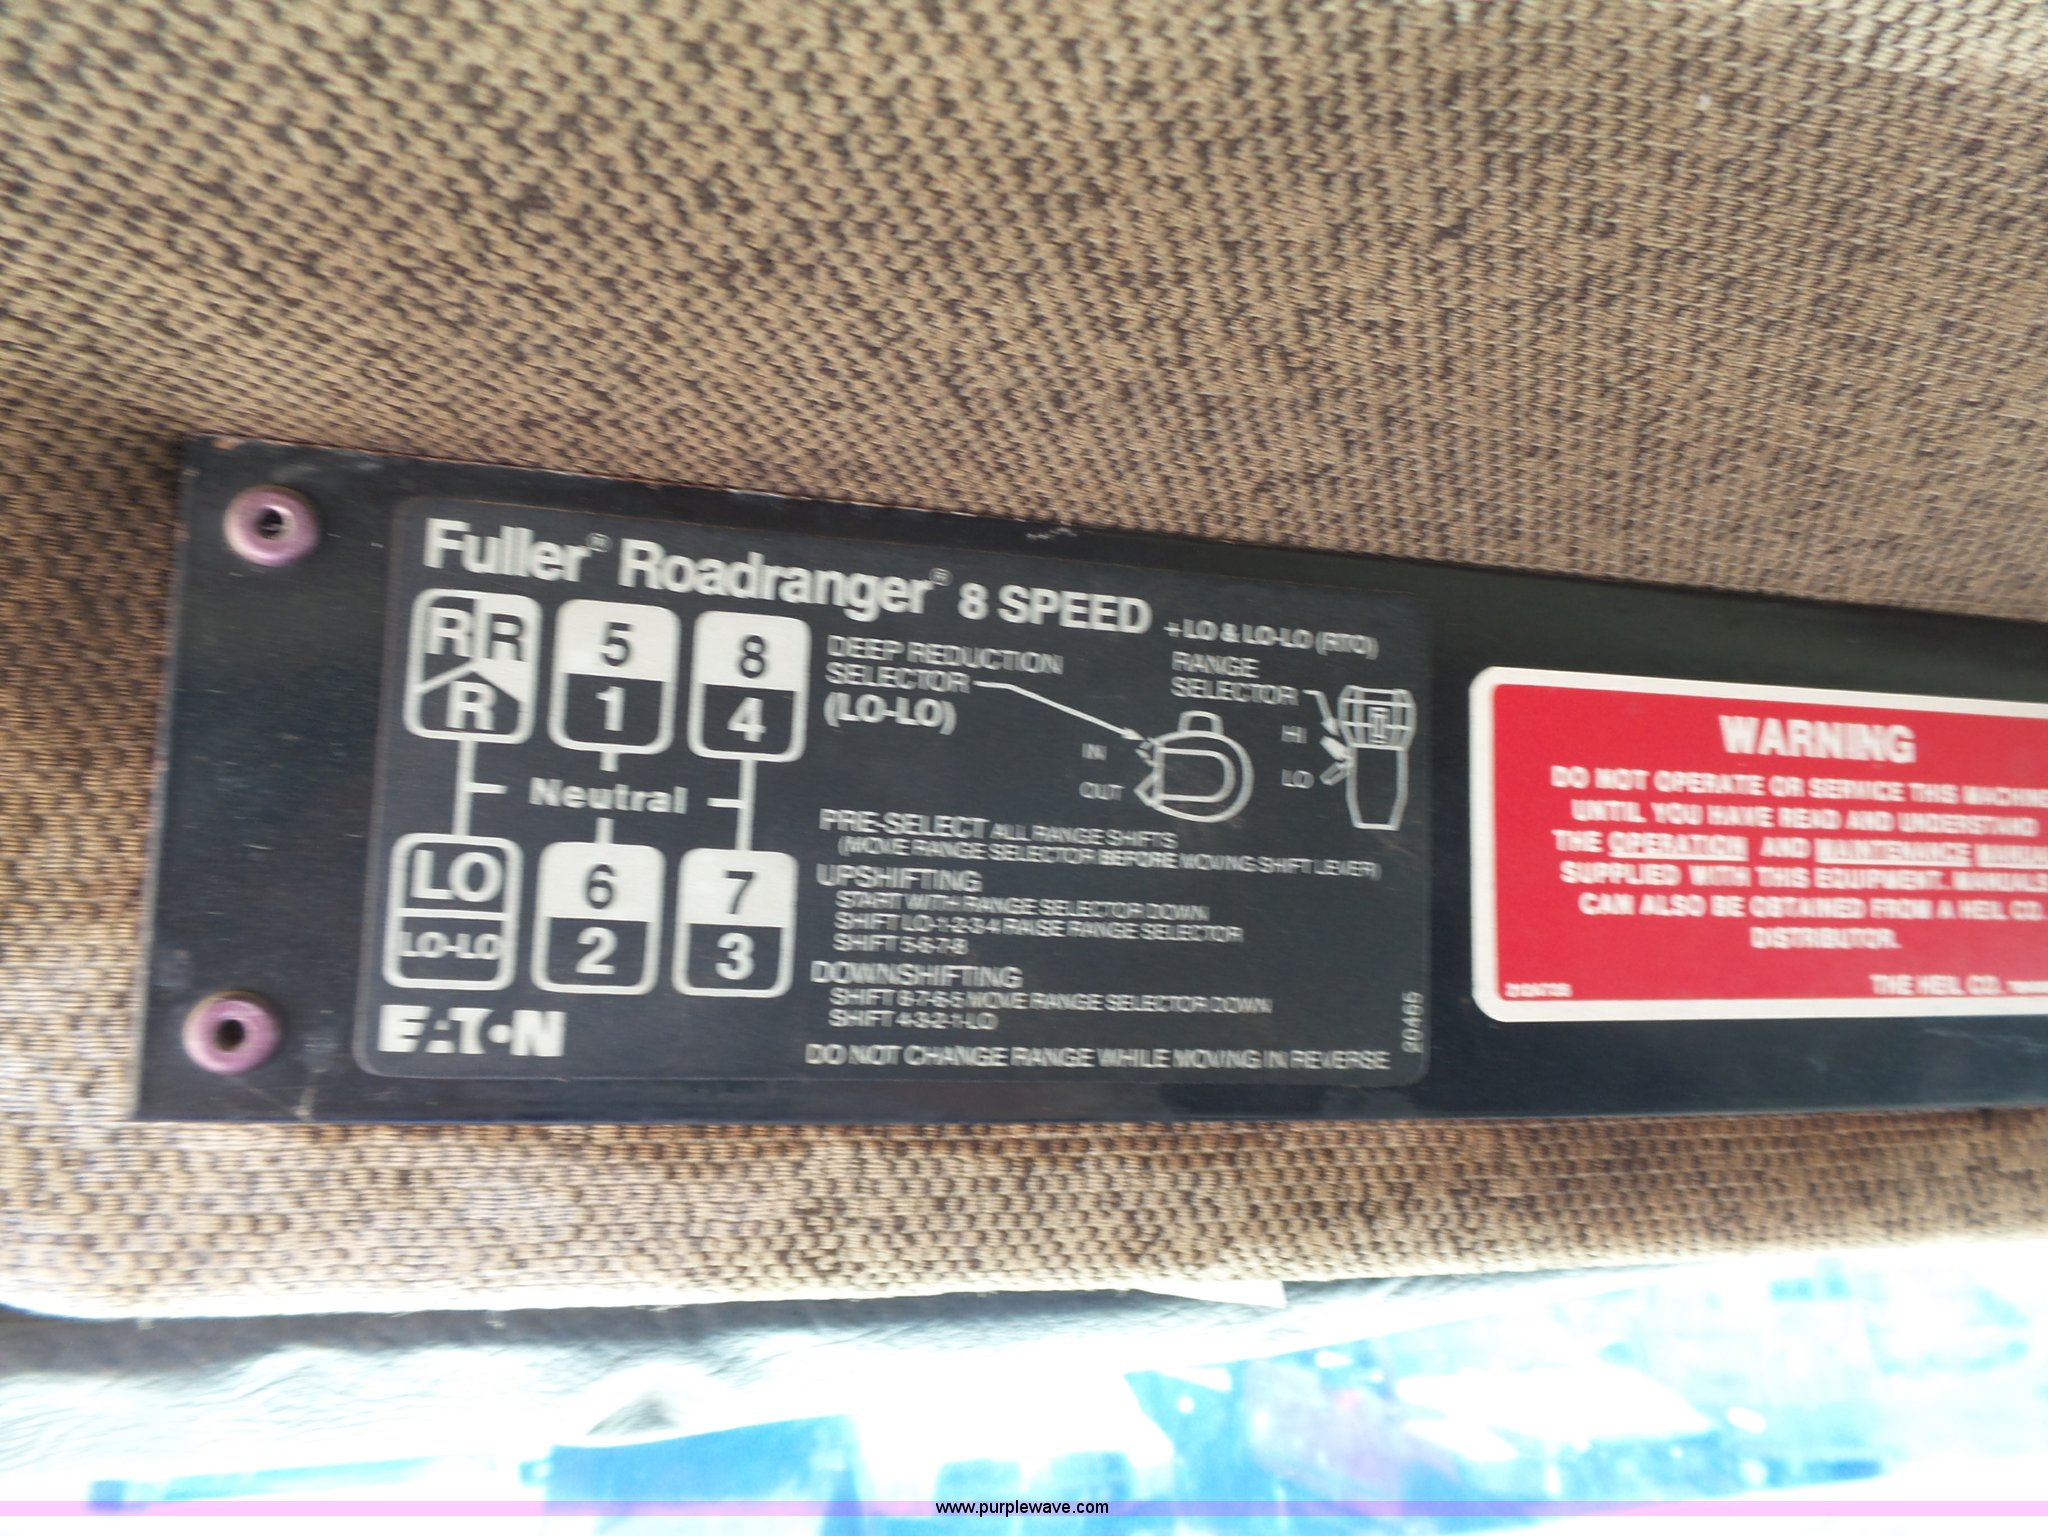 Fuller® Roadranger® 8 SPEED + LO & LO-LO (RTO)
R R
R
5
1
8
4
Neutral
LO
LO-LO
6
2
7
3
EATON
DEEP REDUCTION
SELECTOR
(LO-LO)
IN
OUT
RANGE
SELECTOR
HI
LO
PRE-SELECT ALL RANGE SHIFTS
(MOVE RANGE SELECTOR BEFORE MOVING SHIFT LEVER)
UPSHIFTING
START WITH RANGE SELECTOR DOWN
SHIFT LO-1-2-3-4 RAISE RANGE SELECTOR
SHIFT 5-6-7-8
DOWNSHIFTING
SHIFT 8-7-6-5 MOVE RANGE SELECTOR DOWN
SHIFT 4-3-2-1-LO
DO NOT CHANGE RANGE WHILE MOVING IN REVERSE
20455
WARNING
DO NOT OPERATE OR SERVICE THIS MACHINE
UNTIL YOU HAVE READ AND UNDERSTAND
THE OPERATION AND MAINTENANCE MANUA
SUPPLIED WITH THIS EQUIPMENT. MANUALS
CAN ALSO BE OBTAINED FROM A HEIL CO.
DISTRIBUTOR.
THE HEIL CO.
www.purplewave.com